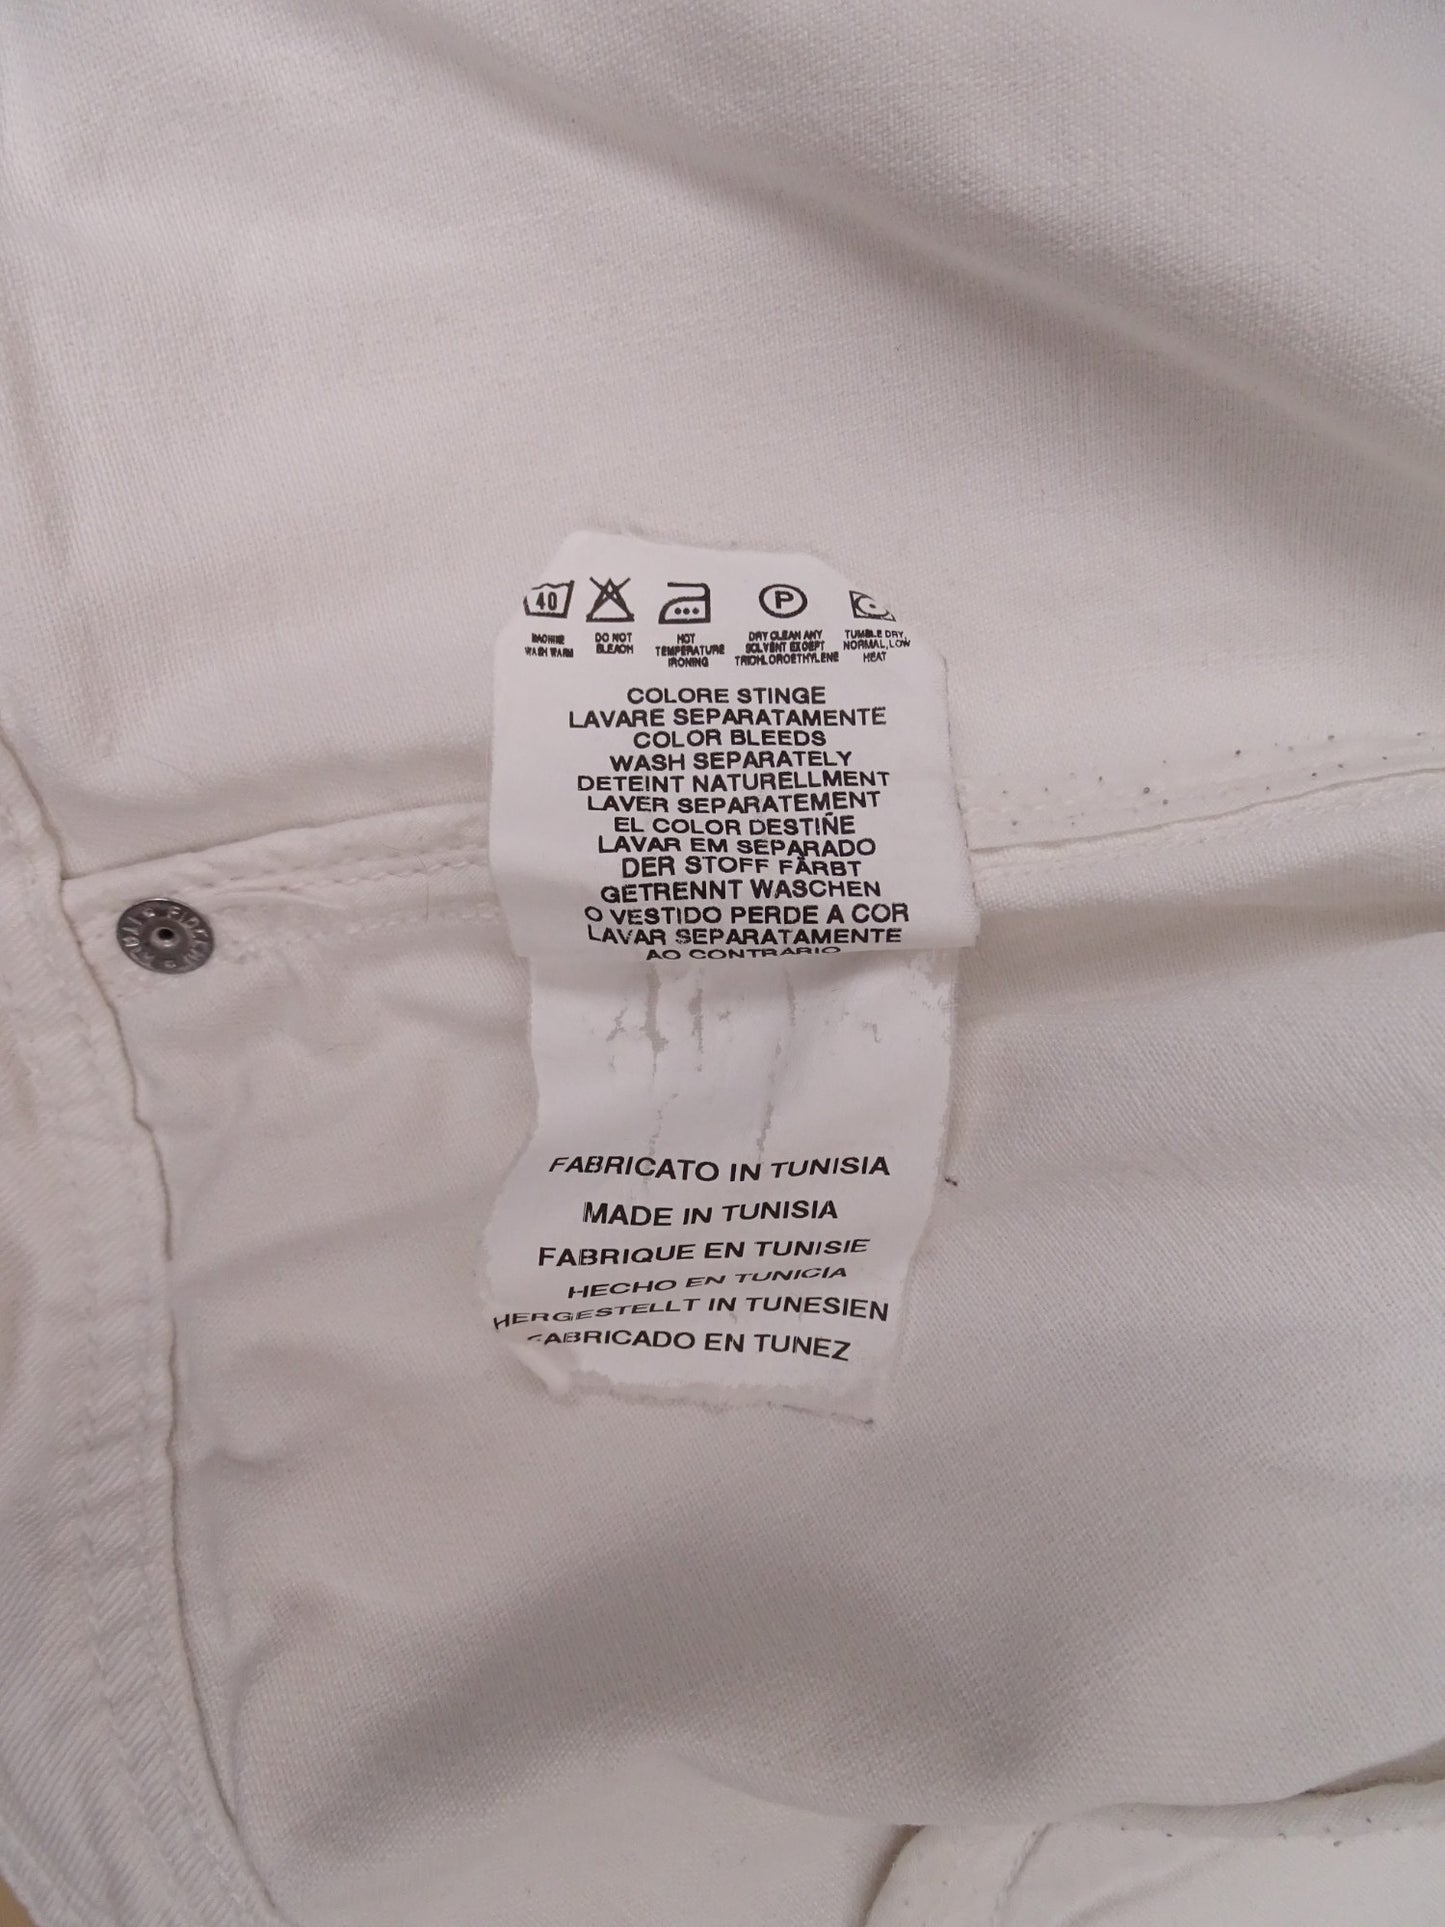 40
MACHINE
WASH WARM
DO NOT
BLEACH
HOT
TEMPERATURE
IRONING
P
DRY CLEAN ANY
SOLVENT EXCEPT
TRICHLOROETHYLENE
TUMBLE DRY,
NORMAL, LOW
HEAT
COLORE STINGE
LAVARE SEPARATAMENTE
COLOR BLEEDS
WASH SEPARATELY
DETEINT NATURELLMENT
LAVER SEPARATEMENT
EL COLOR DESTIÑE
LAVAR EM SEPARADO
DER STOFF FÄRBT
GETRENNT WASCHEN
O VESTIDO PERDE A COR
LAVAR SEPARATAMENTE
AO CONTRARIO
FABRICATO IN TUNISIA
MADE IN TUNISIA
FABRIQUE EN TUNISIE
HECHO EN TUNICIA
HERGESTELLT IN TUNESIEN
FABRICADO EN TUNEZ